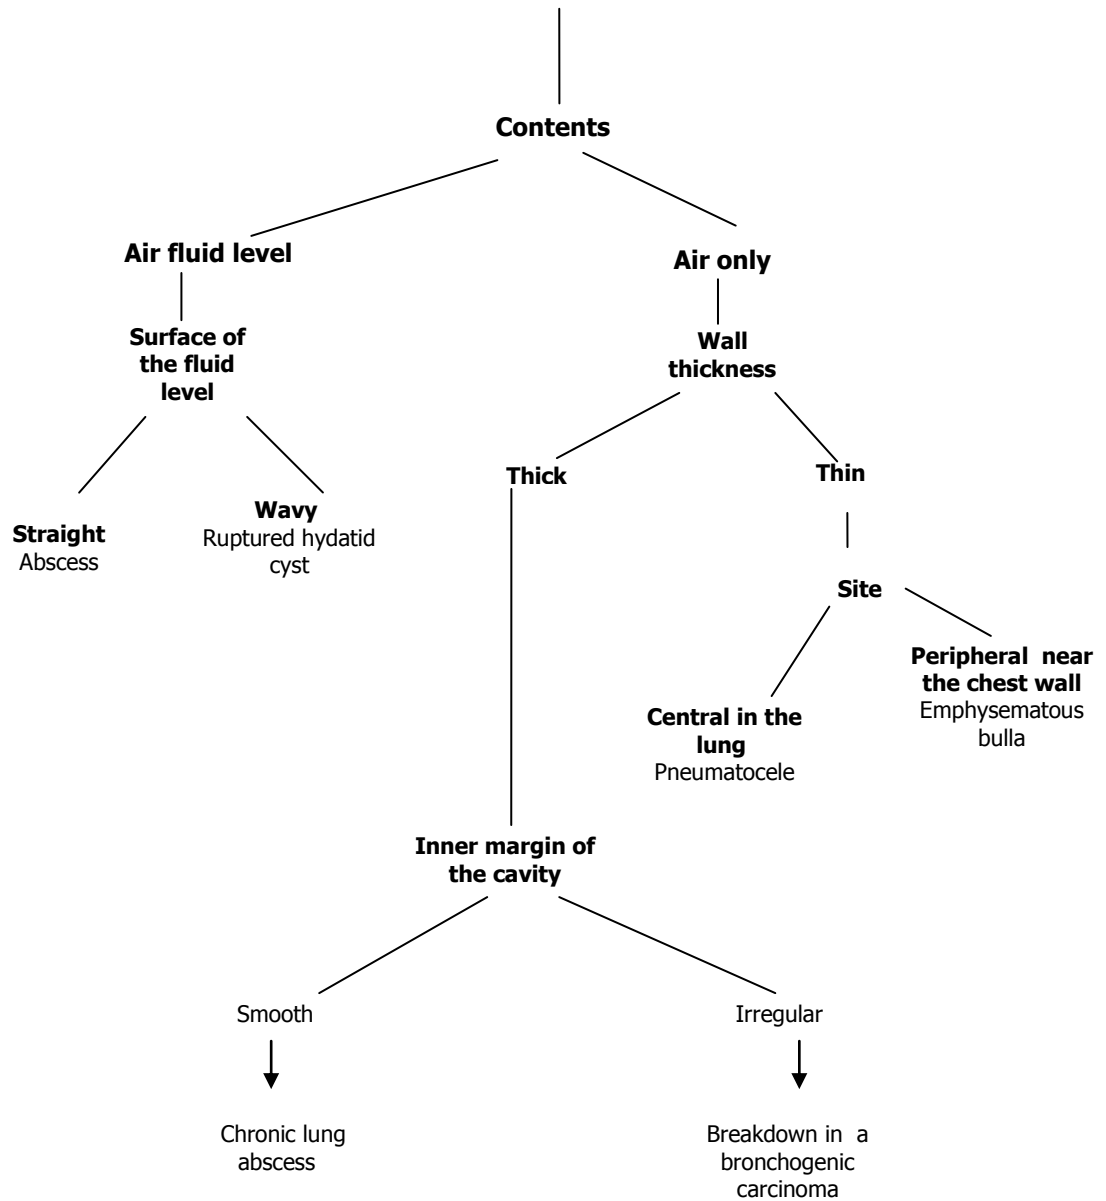 Contents
Air fluid level
Air only
Surface of
the fluid
level
Wall
thickness
Thick
Thin
Straight
Abscess
Wavy
Ruptured hydatid
cyst
Site
Central in the
lung
Pneumatocele
Peripheral near
the chest wall
Emphysematous
bulla
Inner margin of
the cavity
Smooth
Irregular
Chronic lung
abscess
Breakdown in a
bronchogenic
carcinoma